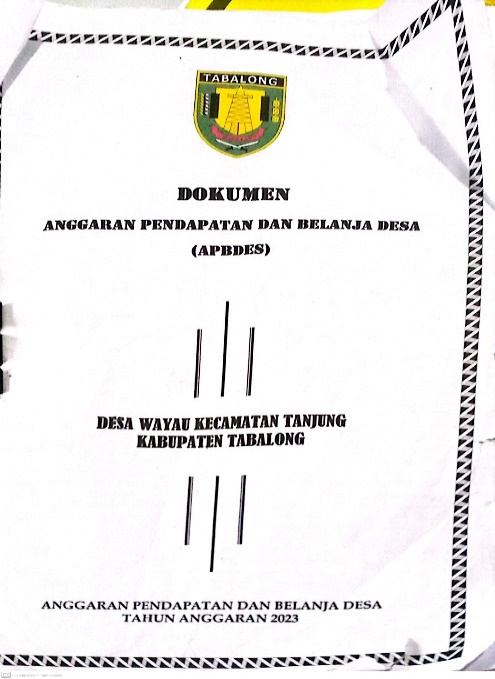 TABALONG
DOKUMEN
ANGGARAN PENDAPATAN DAN BELANJA DESA
(APBDES)
DESA WAYAU KECAMATAN TANJUNG
KABUPATEN TABALONG
ANGGARAN PENDAPATAN DAN BELANJA DESA
TAHUN ANGGARAN 2023